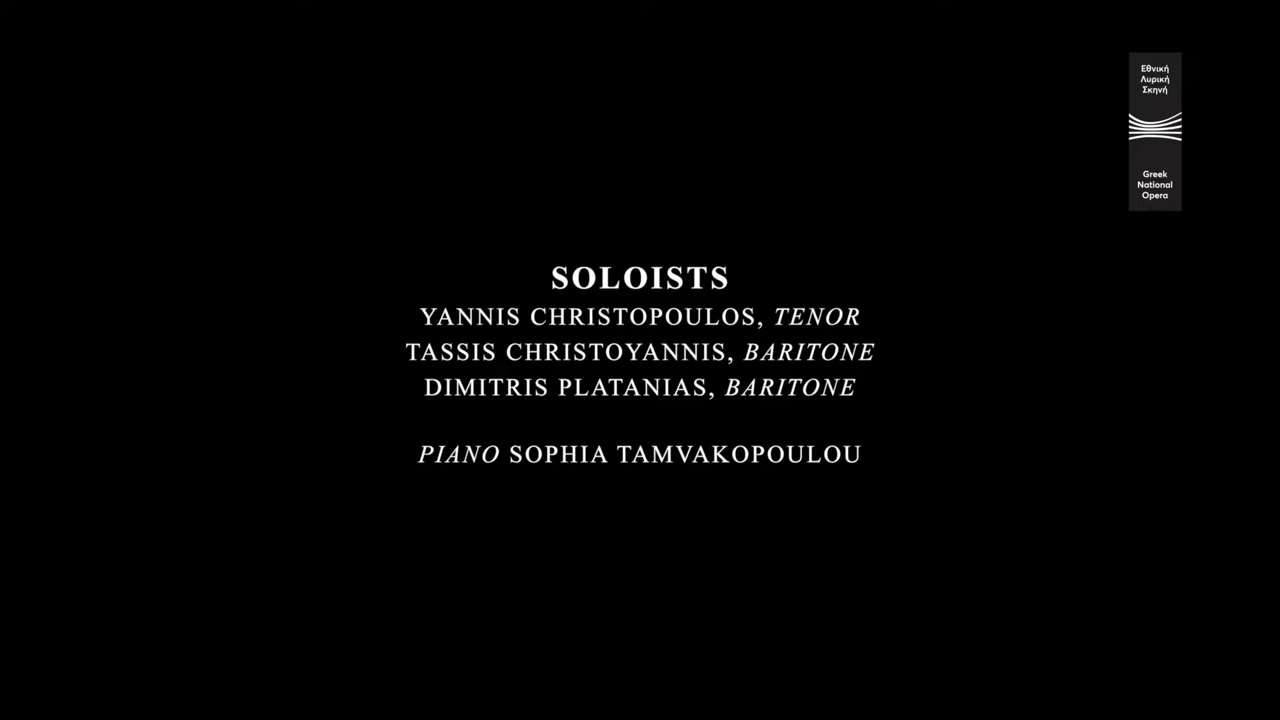 Εθνική
Λυρική
Σκηνή
Greek
National
Opera
SOLOISTS
YANNIS CHRISTOPOULOS, TENOR
TASSIS CHRISTOYANNIS, BARITONE
DIMITRIS PLATANIAS, BARITONE
PIANO SOPHIA TAMVAKOPOULOU